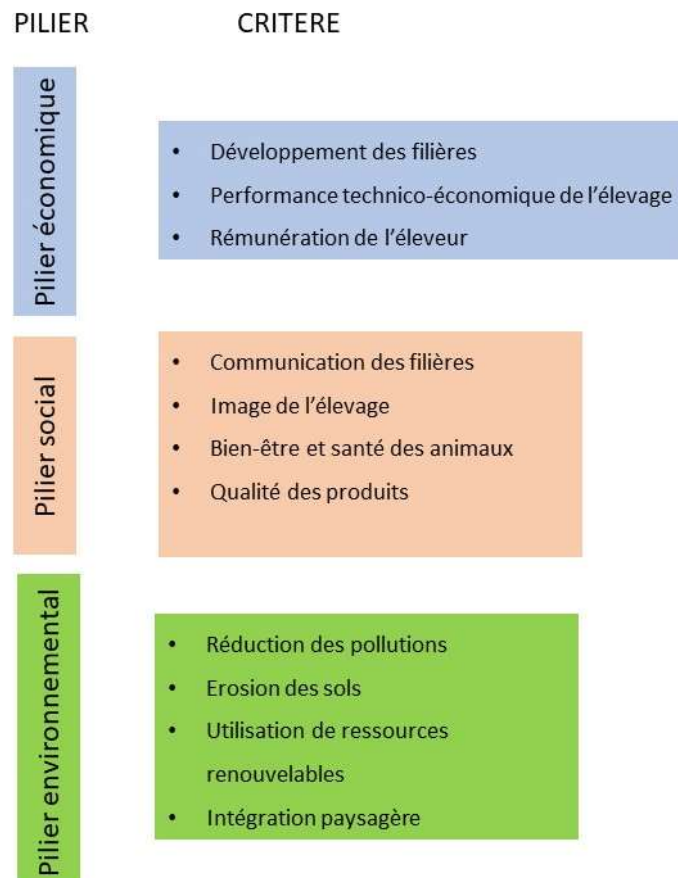 PILIER CRITERE
Pilier économique
• Développement des filières
• Performance technico-économique de l'élevage
• Rémunération de l'éleveur
Pilier social
• Communication des filières
• Image de l'élevage
• Bien-être et santé des animaux
• Qualité des produits
Pilier environnemental
• Réduction des pollutions
• Erosion des sols
• Utilisation de ressources
renouvelables
• Intégration paysagère